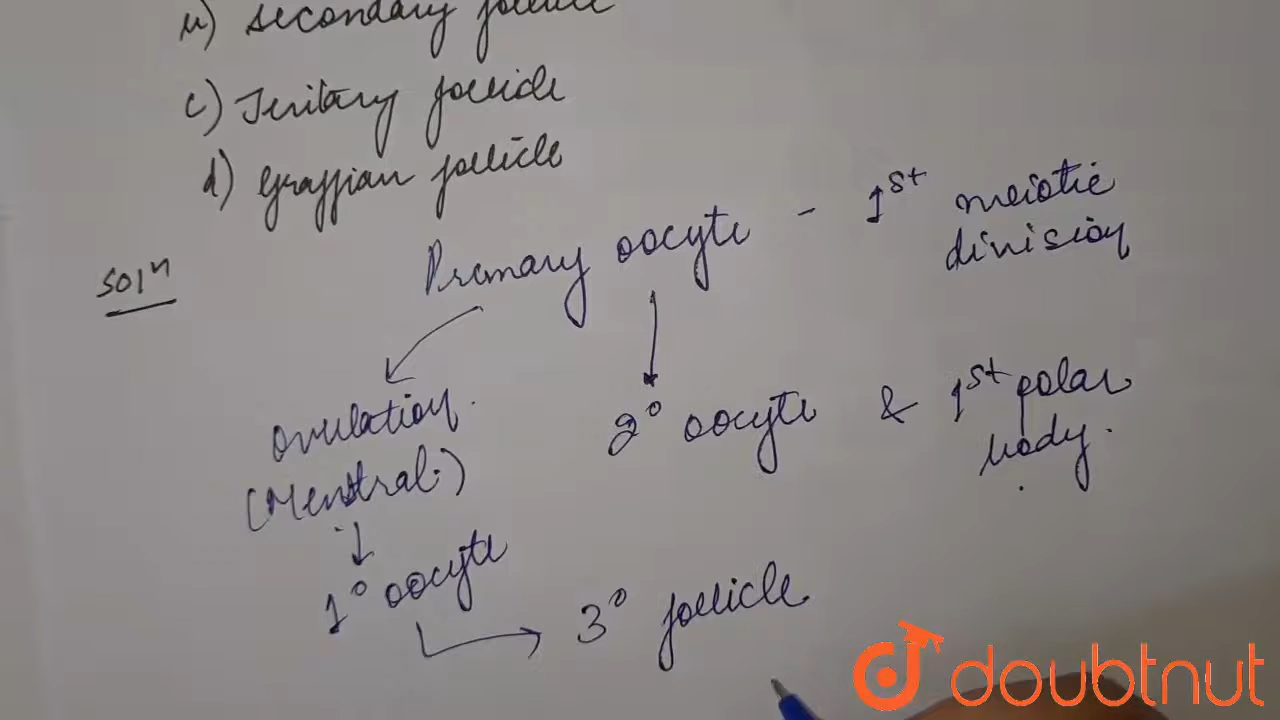 u) secondary follicle
c) Teritary follicle
d) Graffian follicle
Sol^n
Primary oocyte - 1st meiotic
division
ovulation.
(Menstral.)
2° oocyte & 1st polar
body.
1° oocyte
3° follicle
doubtnut